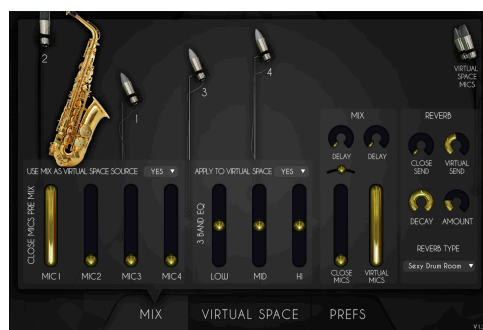 2
1
3
4
VIRTUAL
SPACE
MICS
USE MIX AS VIRTUAL SPACE SOURCE YES
CLOSE MICS PRE MIX
MIC 1 MIC2 MIC3 MIC4
APPLY TO VIRTUAL SPACE YES
3 BAND EQ
LOW MID HI
MIX
DELAY DELAY
CLOSE
MICS
VIRTUAL
MICS
REVERB
CLOSE
SEND
VIRTUAL
SEND
DECAY AMOUNT
REVERB TYPE
Sexy Drum Room
MIX VIRTUAL SPACE PREFS